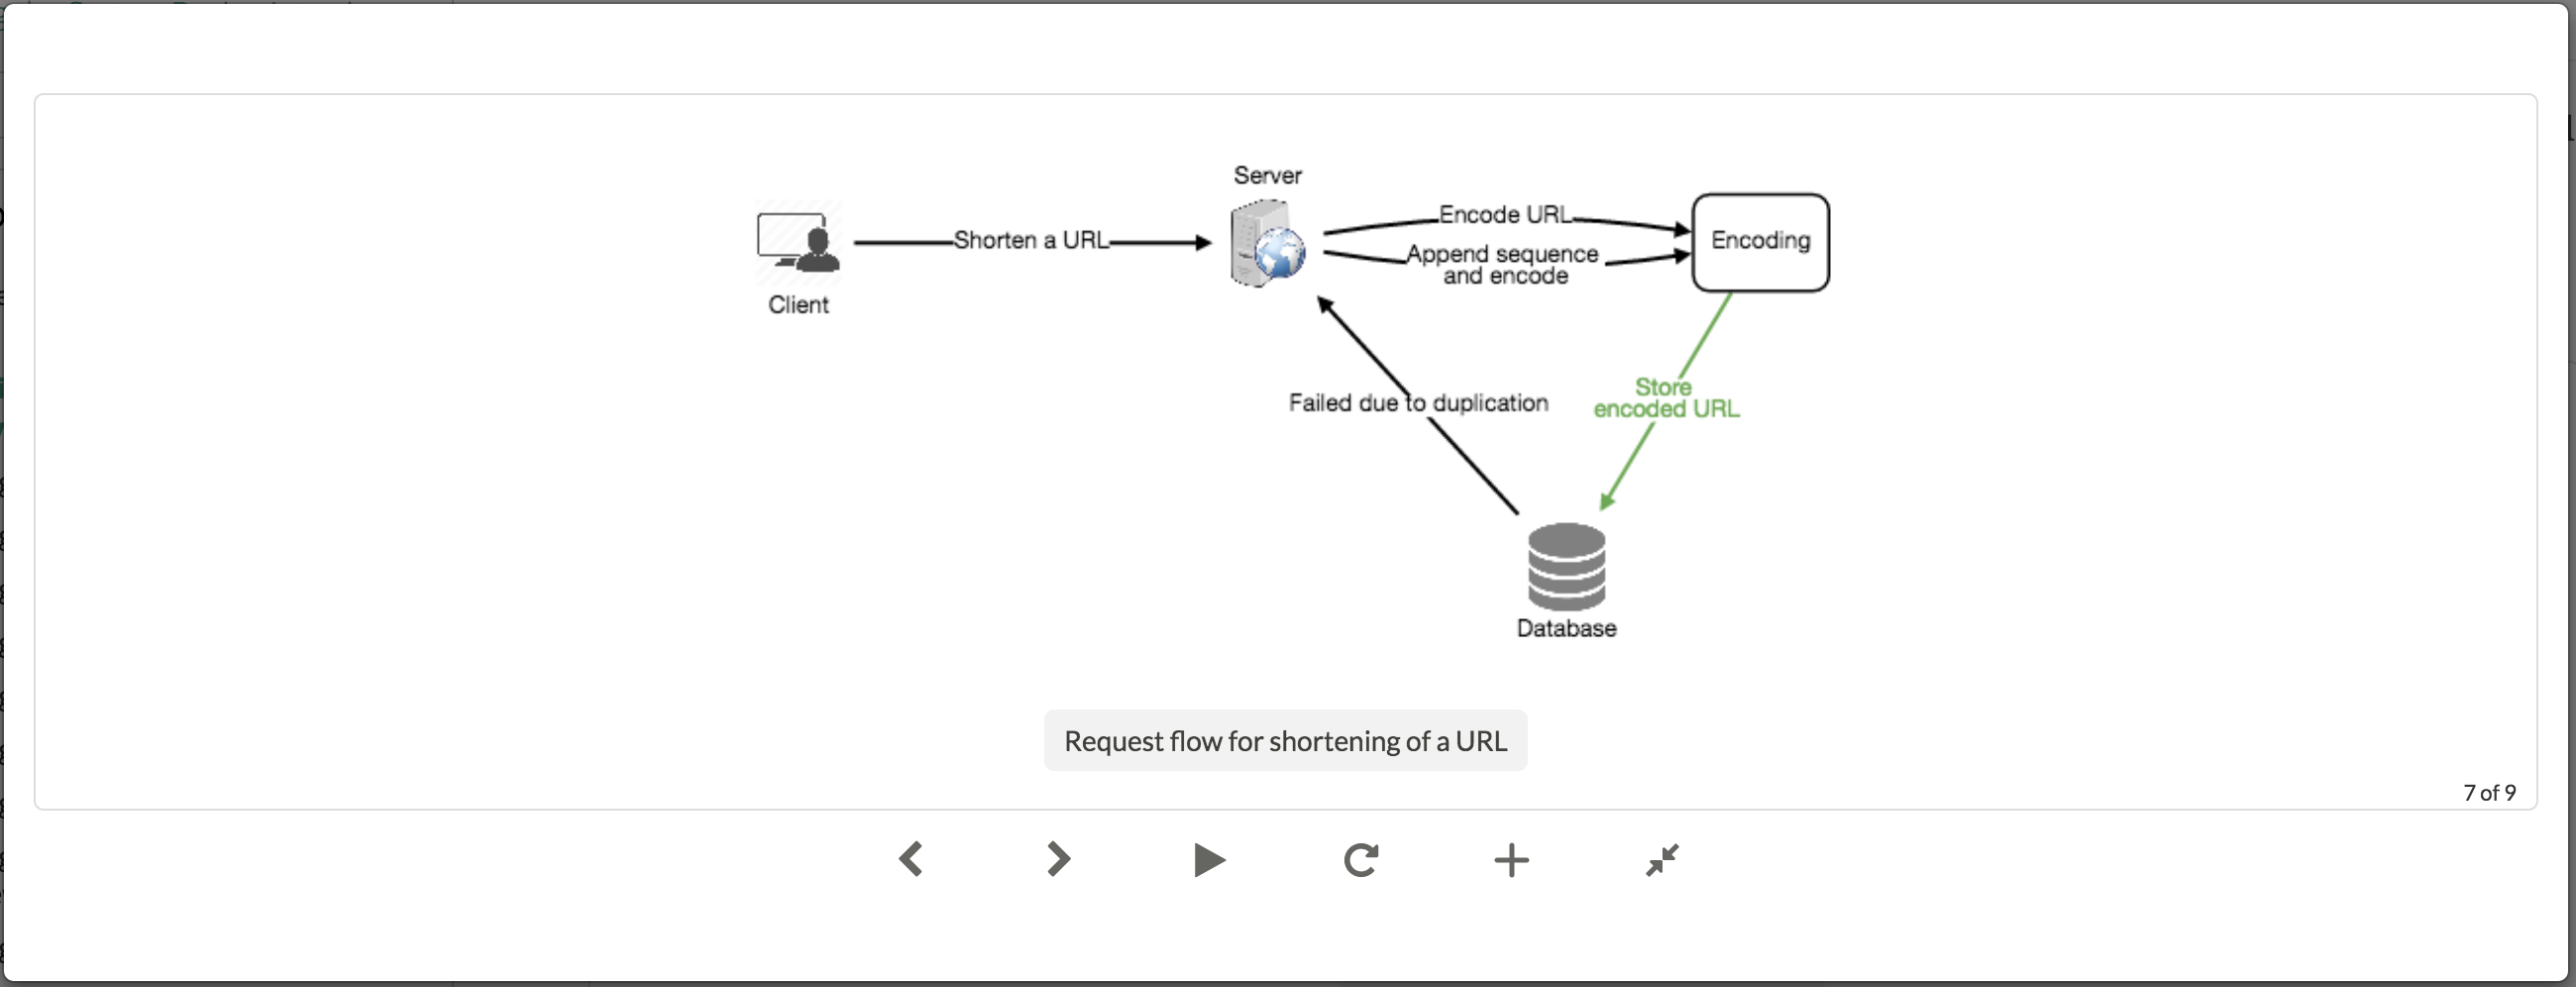 Server
Encode URL
Shorten a URL
Append sequence
and encode
Encoding
Client
Failed due to duplication
Store
encoded URL
Database
Request flow for shortening of a URL
7 of 9